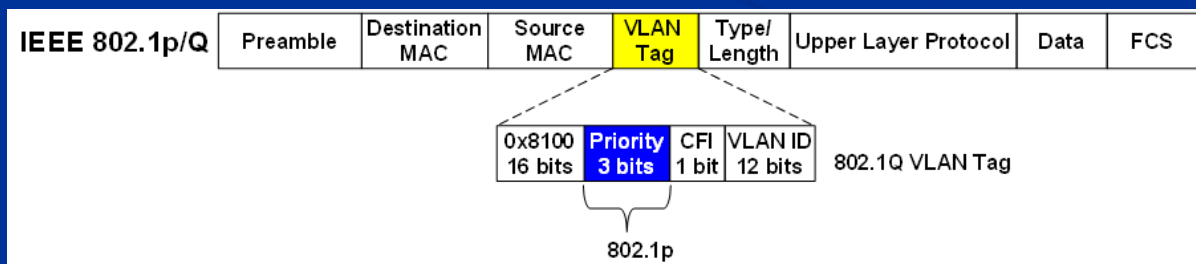 IEEE 802.1p/Q
Preamble
Destination
MAC
Source
MAC
VLAN
Tag
Type/
Length
Upper Layer Protocol
Data
FCS
0x8100
16 bits
Priority
3 bits
CFI
1 bit
VLAN ID
12 bits
802.1Q VLAN Tag
802.1p